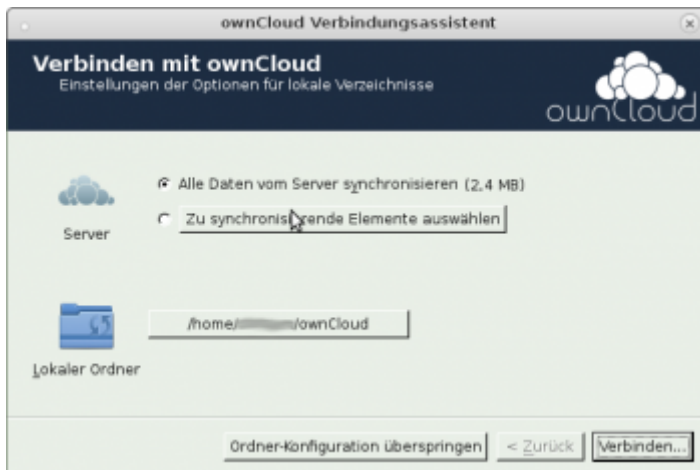 ownCloud Verbindungsassistent
Verbinden mit ownCloud
Einstellungen der Optionen für lokale Verzeichnisse
ownCloud
Alle Daten vom Server synchronisieren (2,4 MB)
Zu synchronisierende Elemente auswählen
Server
/home/ /ownCloud
Lokaler Ordner
Ordner-Konfiguration überspringen
< Zurück
Verbinden...